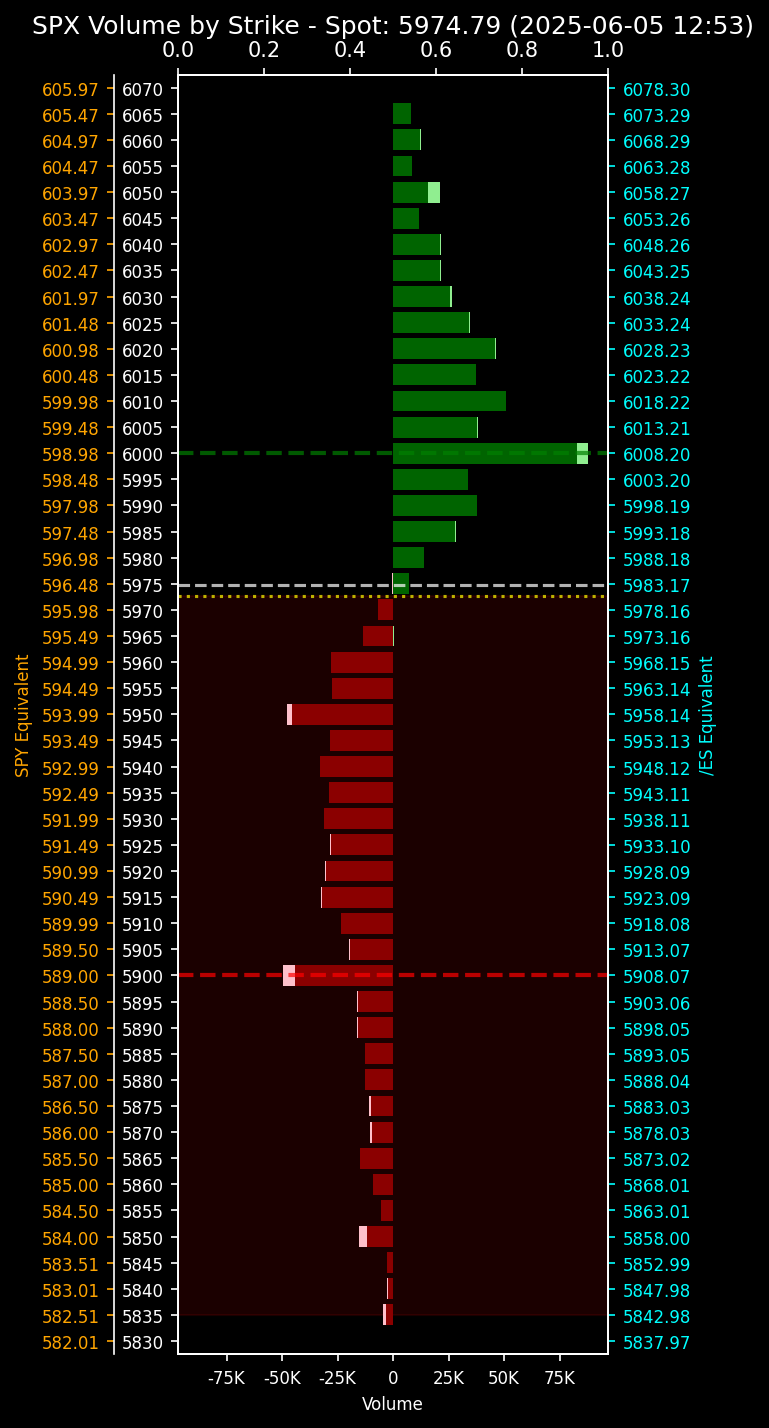 SPX Volume by Strike - Spot: 5974.79 (2025-06-05 12:53)
0.0 0.2 0.4 0.6 0.8 1.0
605.97 6070 6078.30
605.47 6065 6073.29
604.97 6060 6068.29
604.47 6055 6063.28
603.97 6050 6058.27
603.47 6045 6053.26
602.97 6040 6048.26
602.47 6035 6043.25
601.97 6030 6038.24
601.48 6025 6033.24
600.98 6020 6028.23
600.48 6015 6023.22
599.98 6010 6018.22
599.48 6005 6013.21
598.98 6000 6008.20
598.48 5995 6003.20
597.98 5990 5998.19
597.48 5985 5993.18
596.98 5980 5988.18
596.48 5975 5983.17
595.98 5970 5978.16
595.49 5965 5973.16
594.99 5960 5968.15
594.49 5955 5963.14
593.99 5950 5958.14
593.49 5945 5953.13
592.99 5940 5948.12
592.49 5935 5943.11
591.99 5930 5938.11
591.49 5925 5933.10
590.99 5920 5928.09
590.49 5915 5923.09
589.99 5910 5918.08
589.50 5905 5913.07
589.00 5900 5908.07
588.50 5895 5903.06
588.00 5890 5898.05
587.50 5885 5893.05
587.00 5880 5888.04
586.50 5875 5883.03
586.00 5870 5878.03
585.50 5865 5873.02
585.00 5860 5868.01
584.50 5855 5863.01
584.00 5850 5858.00
583.51 5845 5852.99
583.01 5840 5847.98
582.51 5835 5842.98
582.01 5830 5837.97
SPY Equivalent
/ES Equivalent
-75K -50K -25K 0 25K 50K 75K
Volume